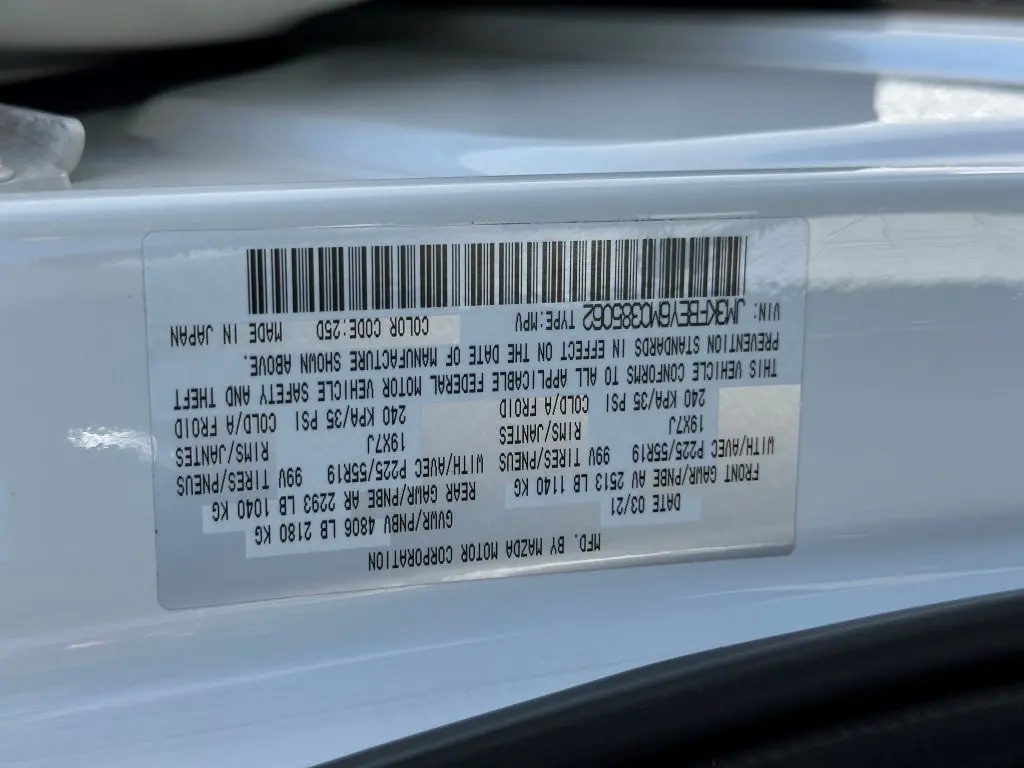 MFD. BY MAZDA MOTOR CORPORATION
DATE 03/21 GVWR/PNBV 4806 LB 2180 KG
FRONT GAWR/PNBE AV 2513 LB 1140 KG REAR GAWR/PNBE AR 2293 LB 1040 KG
WITH/AVEC P225/55R19 99V TIRES/PNEUS WITH/AVEC P225/55R19 99V TIRES/PNEUS
19X7J RIMS/JANTES 19X7J RIMS/JANTES
240 KPA/35 PSI COLD/A FROID 240 KPA/35 PSI COLD/A FROID
THIS VEHICLE CONFORMS TO ALL APPLICABLE FEDERAL MOTOR VEHICLE SAFETY AND THEFT
PREVENTION STANDARDS IN EFFECT ON THE DATE OF MANUFACTURE SHOWN ABOVE.
VIN: JM3KFBEY6M0385062 TYPE:MPV COLOR CODE:25D MADE IN JAPAN